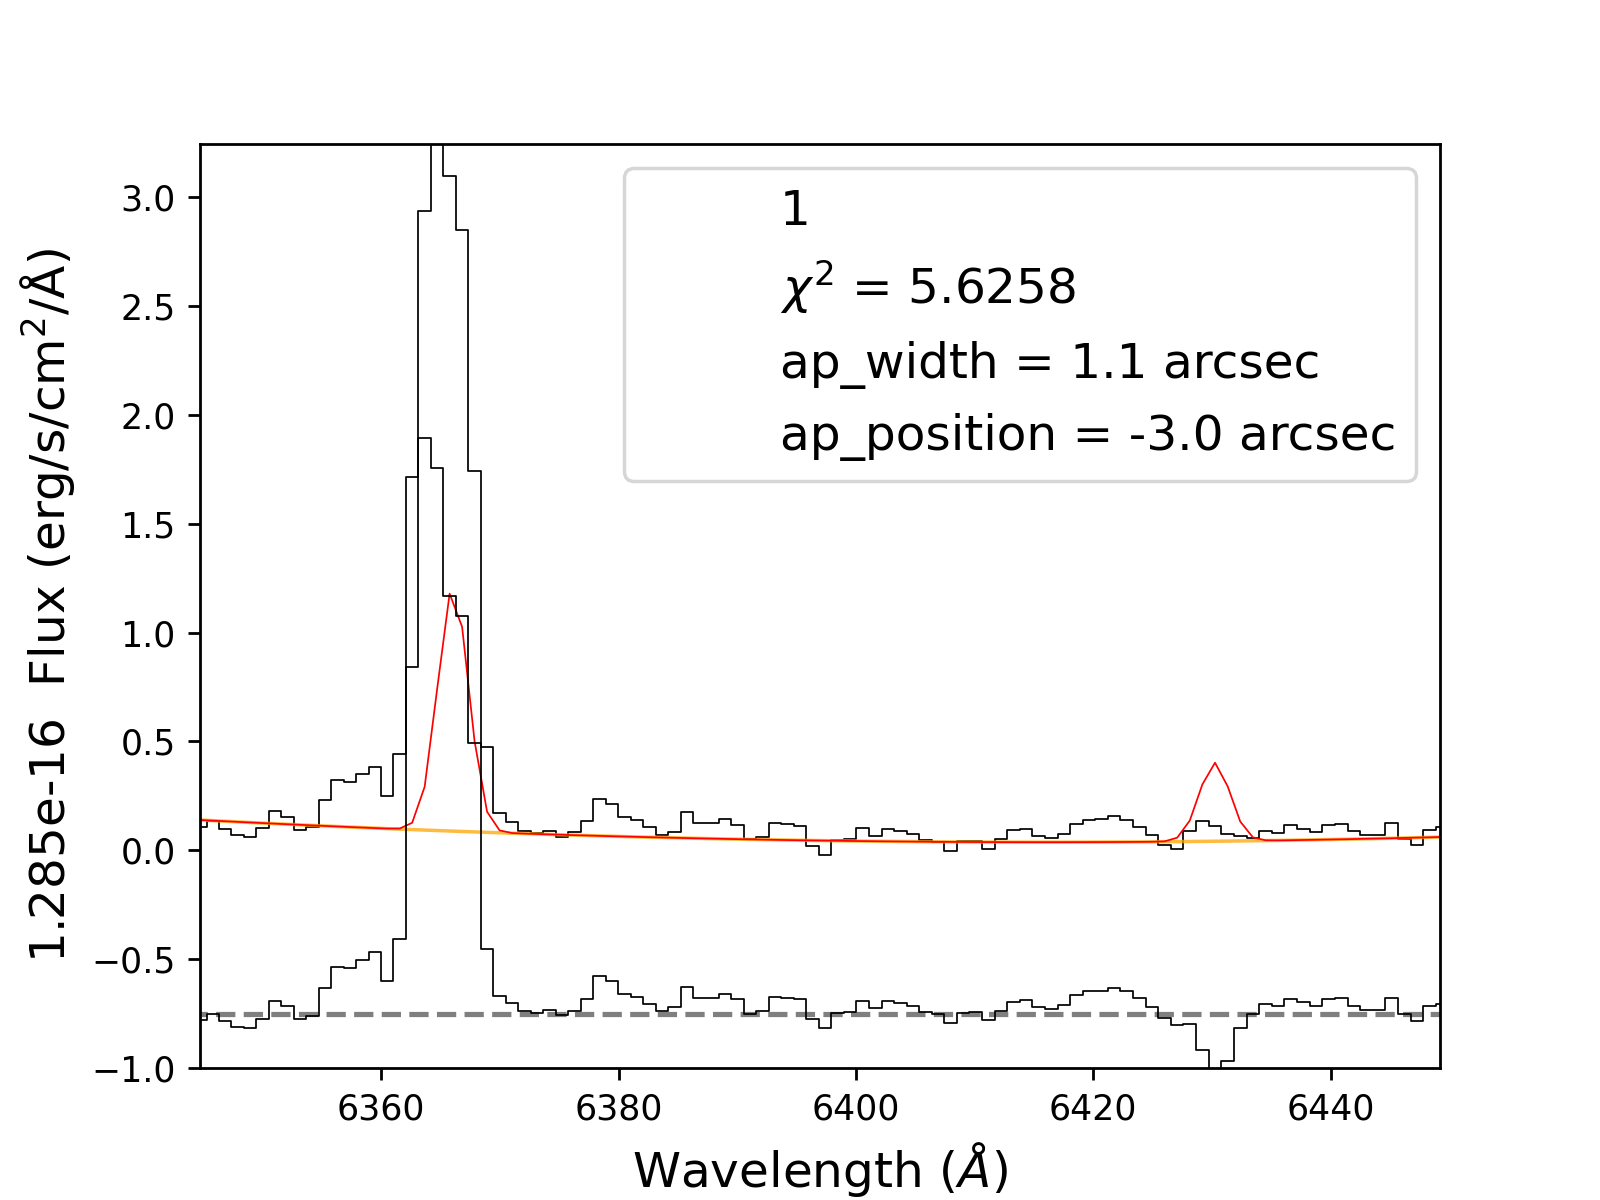 1
χ² = 5.6258
ap_width = 1.1 arcsec
ap_position = -3.0 arcsec
3.0
2.5
2.0
1.5
1.0
0.5
0.0
−0.5
−1.0
1.285e-16 Flux (erg/s/cm²/Å)
6360 6380 6400 6420 6440
Wavelength (Å)